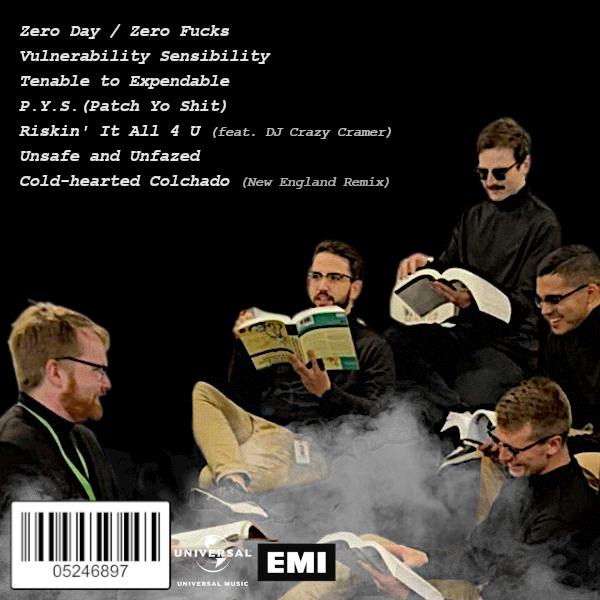 Zero Day / Zero Fucks
Vulnerability Sensibility
Tenable to Expendable
P.Y.S.(Patch Yo Shit)
Riskin' It All 4 U (feat. DJ Crazy Cramer)
Unsafe and Unfazed
Cold-hearted Colchado (New England Remix)
05246897
UNIVERSAL
UNIVERSAL MUSIC
EMI